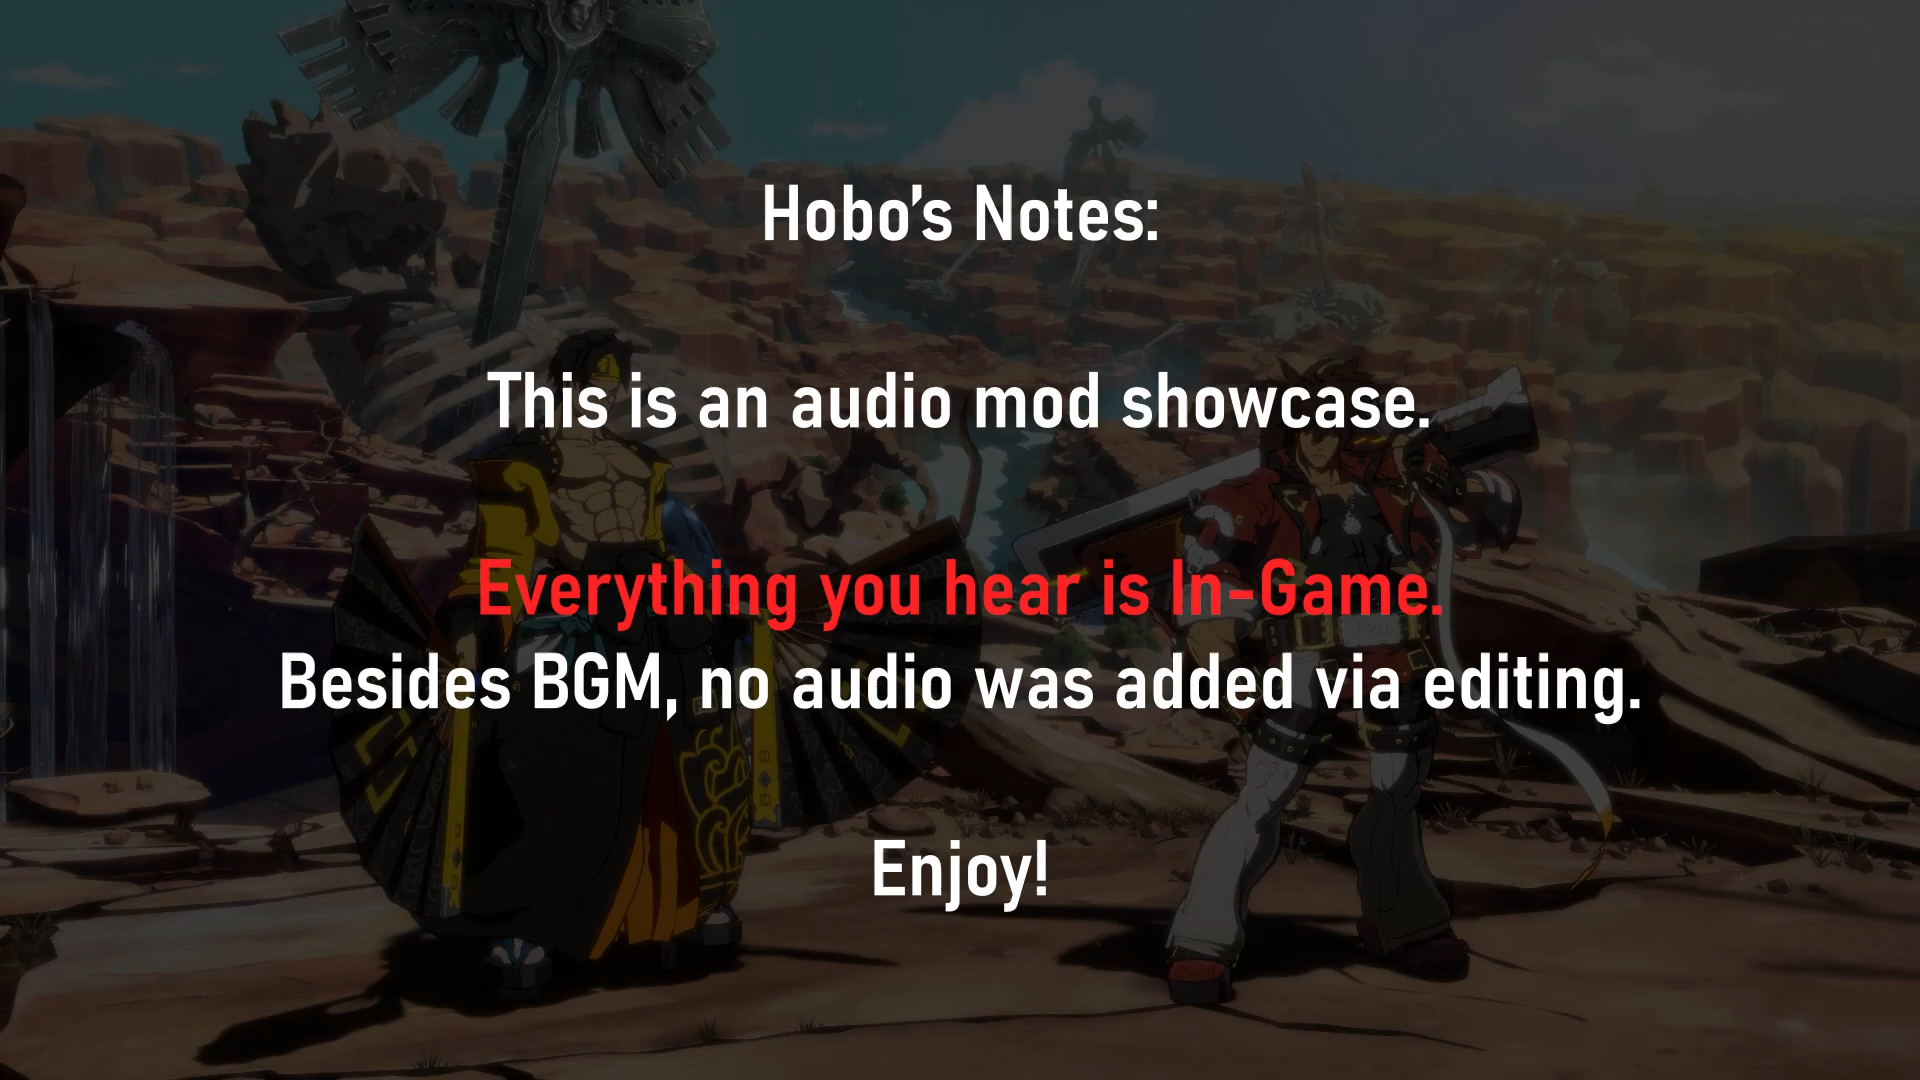 Hobo’s Notes:
This is an audio mod showcase.
Everything you hear is In-Game.
Besides BGM, no audio was added via editing.
Enjoy!